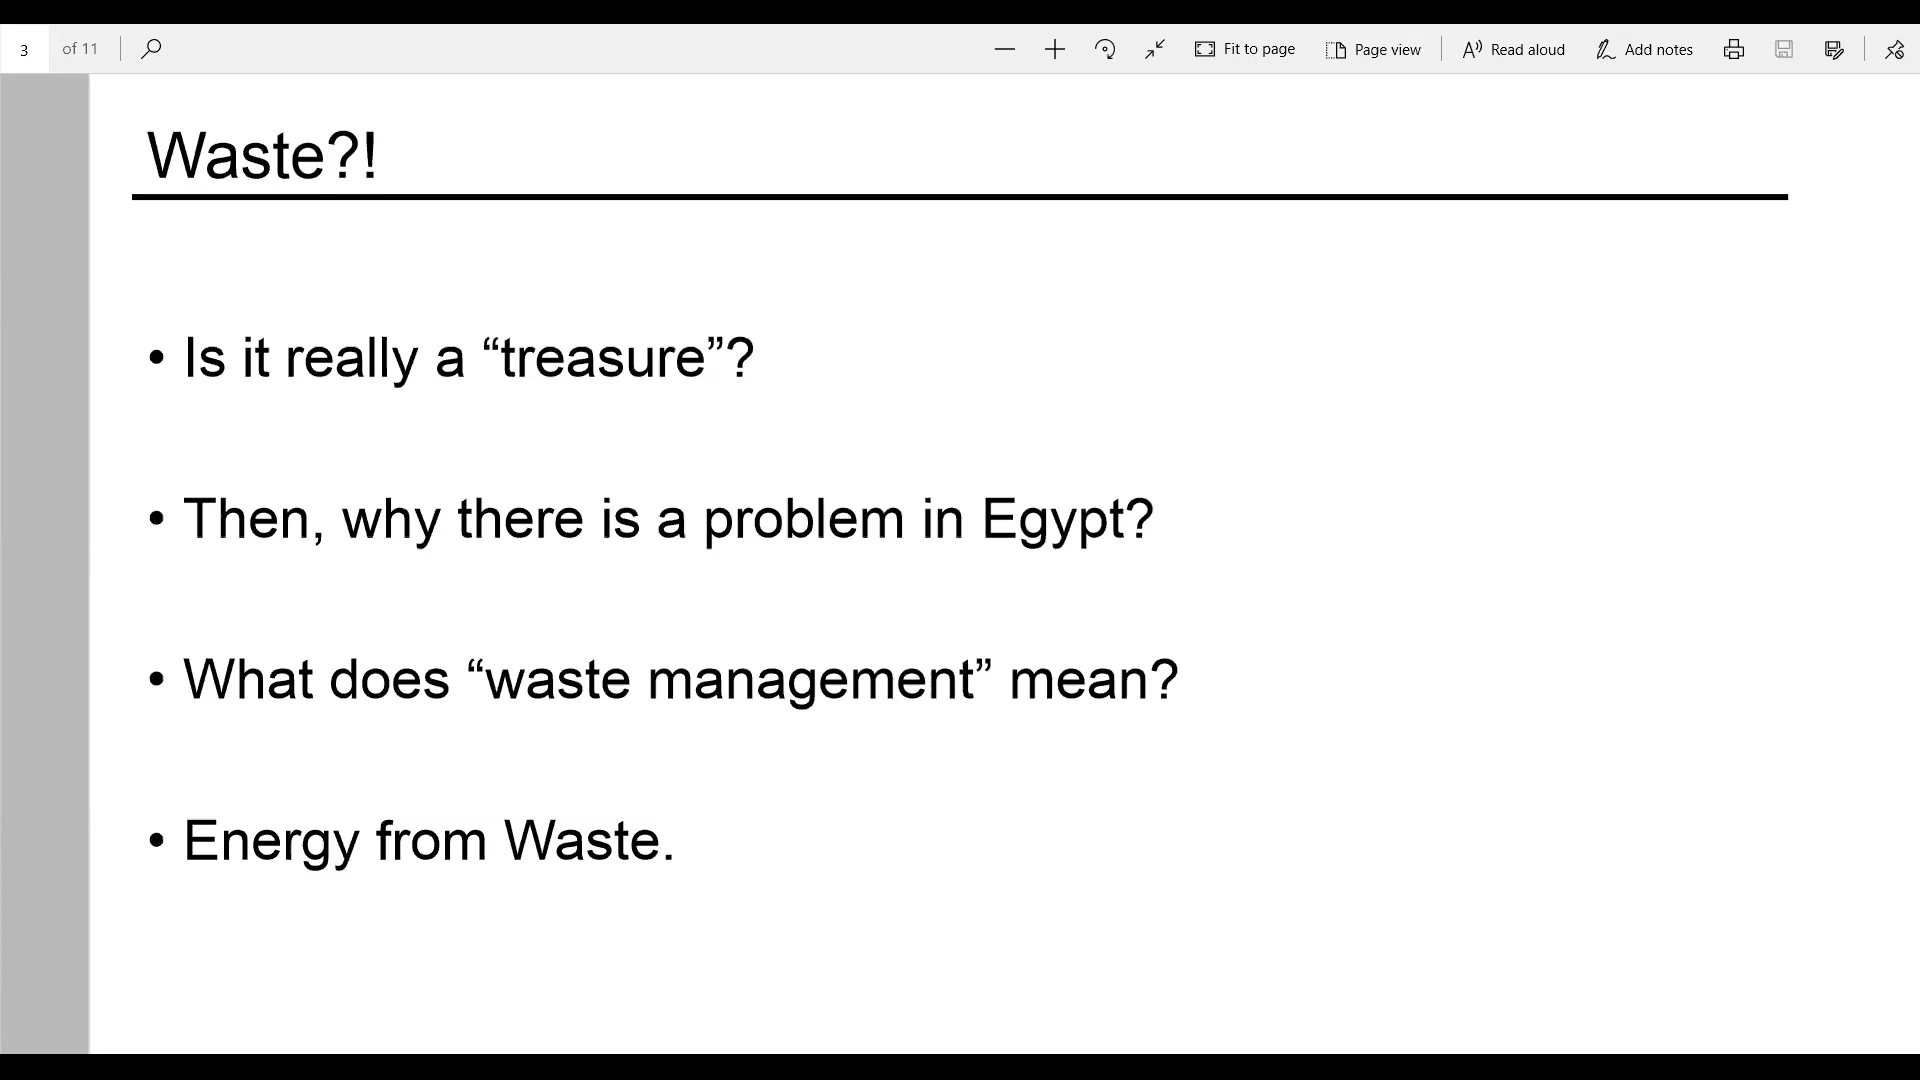 3 of 11 Fit to page Page view Read aloud Add notes
Waste?!
• Is it really a “treasure”?
• Then, why there is a problem in Egypt?
• What does “waste management” mean?
• Energy from Waste.